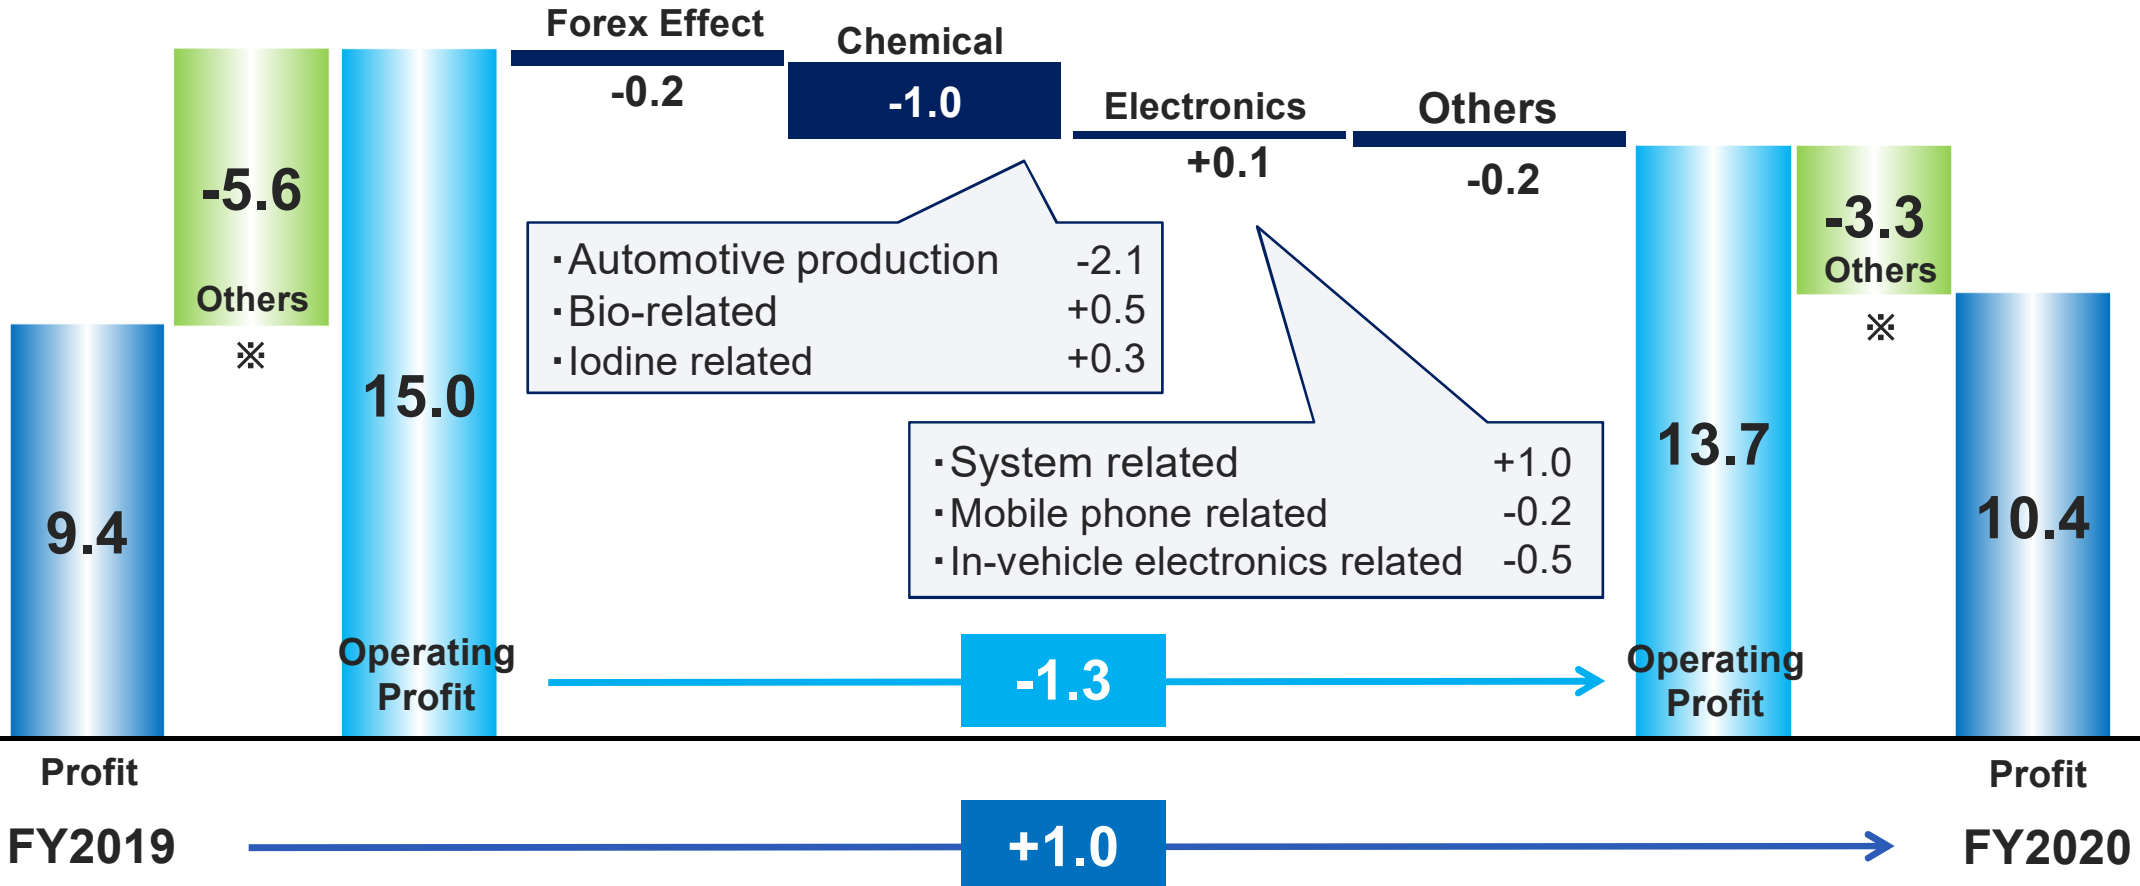 Forex Effect
-0.2
Chemical
-1.0
Electronics
+0.1
Others
-0.2
-5.6
Others
※
15.0
9.4
・Automotive production -2.1
・Bio-related +0.5
・Iodine related +0.3
・System related +1.0
・Mobile phone related -0.2
・In-vehicle electronics related -0.5
-3.3
Others
※
13.7
10.4
Operating
Profit
-1.3
Operating
Profit
Profit
Profit
FY2019
+1.0
FY2020